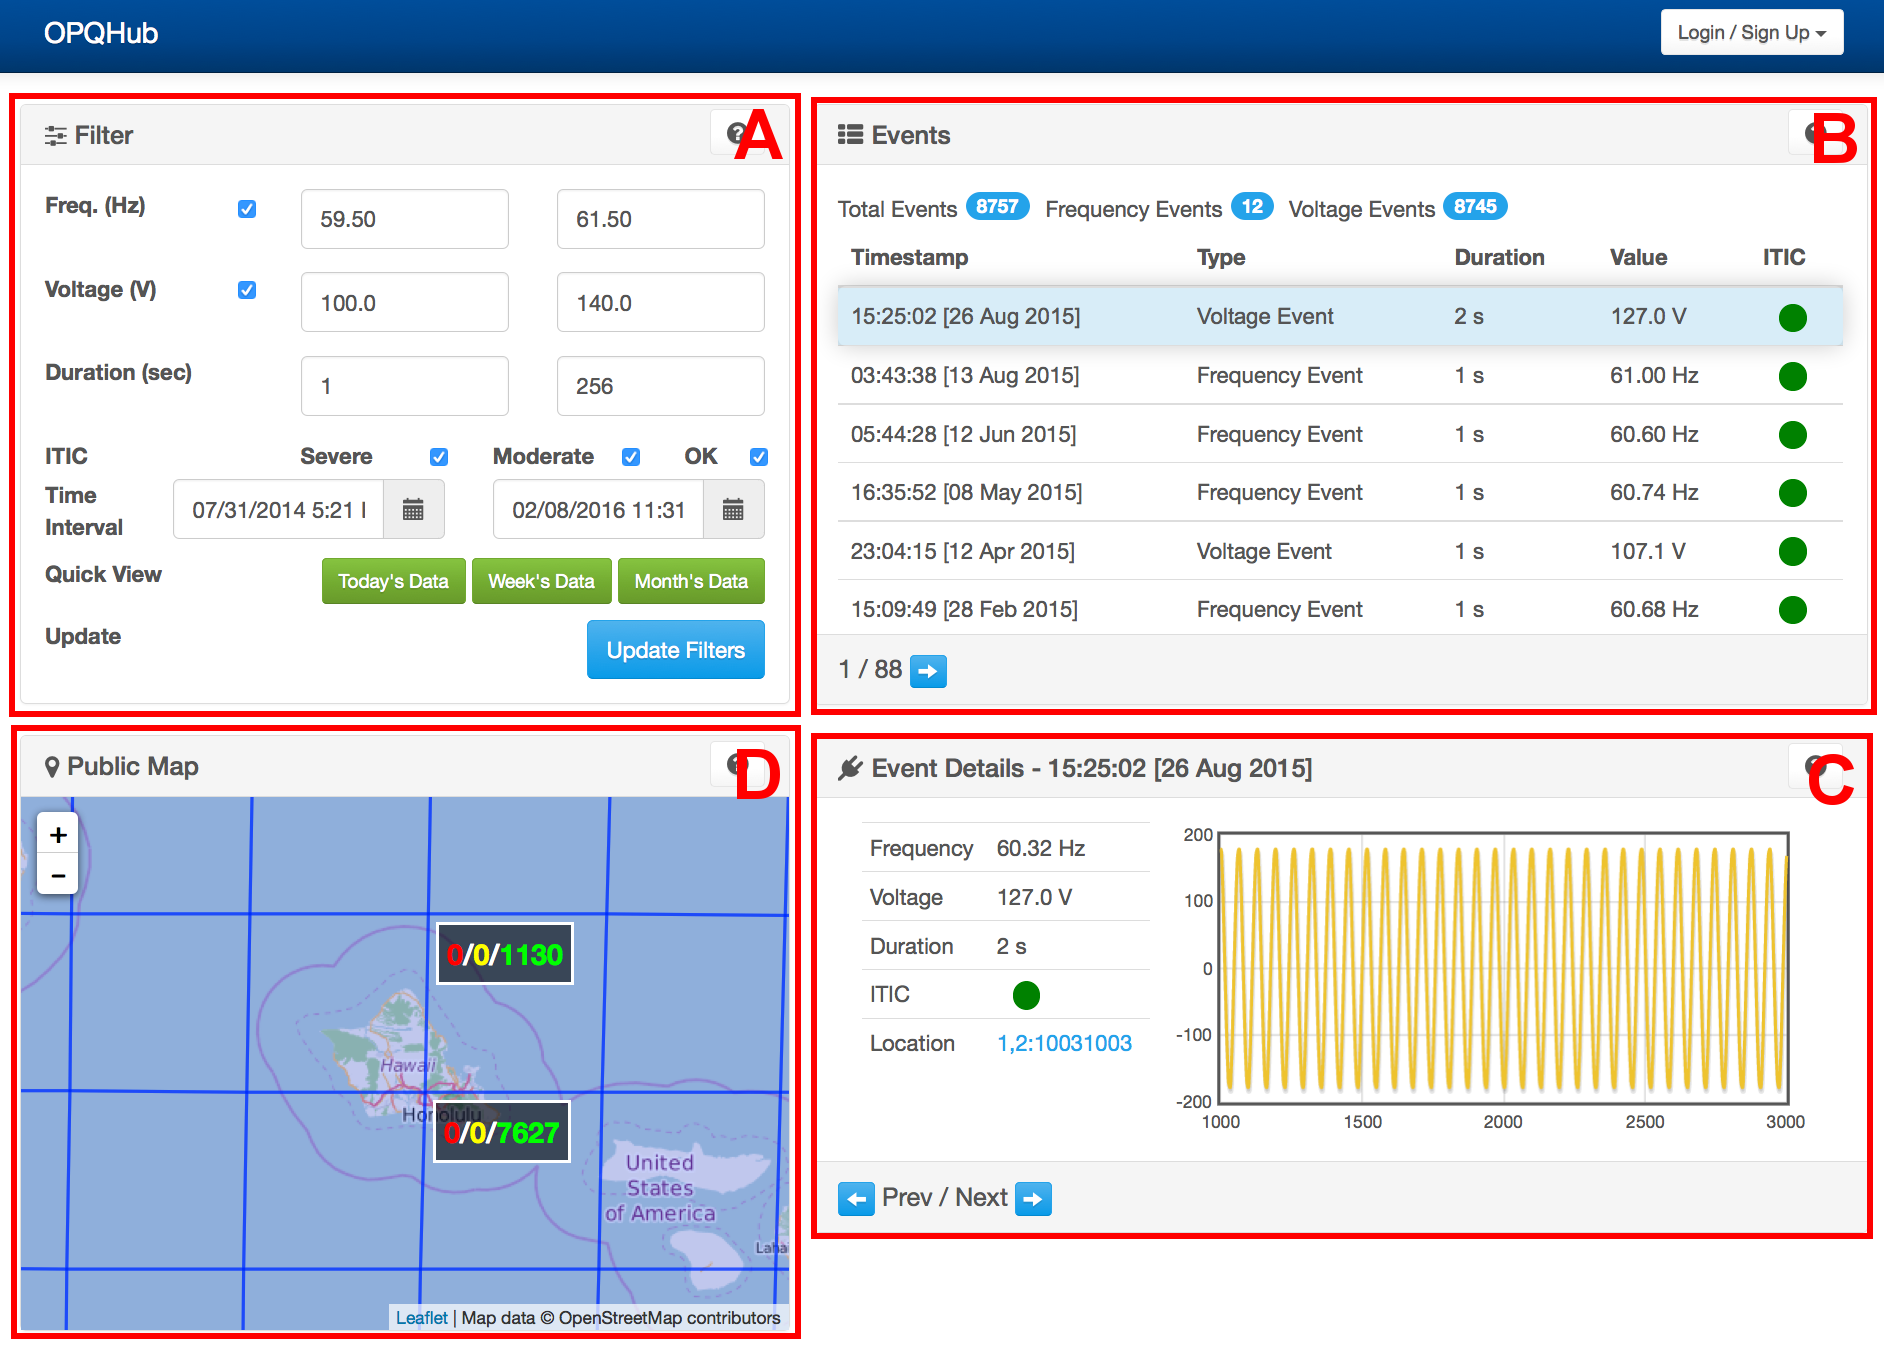 OPQHub
Login / Sign Up
Filter
A
Freq. (Hz) 59.50 61.50
Voltage (V) 100.0 140.0
Duration (sec) 1 256
ITIC Severe Moderate OK
Time
Interval
07/31/2014 5:21 02/08/2016 11:31
Quick View Today's Data Week's Data Month's Data
Update Update Filters
Events
B
Total Events 8757 Frequency Events 12 Voltage Events 8745
Timestamp Type Duration Value ITIC
15:25:02 [26 Aug 2015] Voltage Event 2 s 127.0 V
03:43:38 [13 Aug 2015] Frequency Event 1 s 61.00 Hz
05:44:28 [12 Jun 2015] Frequency Event 1 s 60.60 Hz
16:35:52 [08 May 2015] Frequency Event 1 s 60.74 Hz
23:04:15 [12 Apr 2015] Voltage Event 1 s 107.1 V
15:09:49 [28 Feb 2015] Frequency Event 1 s 60.68 Hz
1 / 88
Public Map
D
+
−
0/0/1130
Hawaii
Honolulu
0/0/7627
United
States
of America
Leaflet | Map data © OpenStreetMap contributors
Event Details - 15:25:02 [26 Aug 2015]
C
Frequency 60.32 Hz
Voltage 127.0 V
Duration 2 s
ITIC
Location 1,2:10031003
200
100
0
-100
-200
1000 1500 2000 2500 3000
Prev / Next